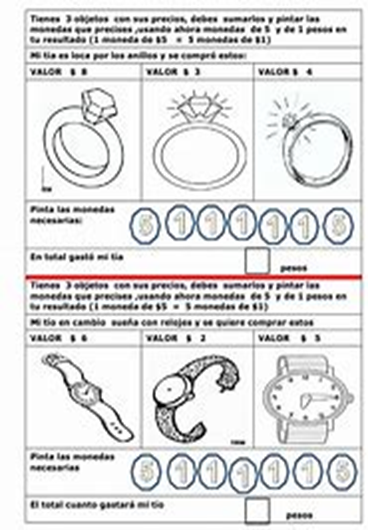 Tienes 3 objetos con sus precios, debes sumarlos y pintar las
monedas que precises ,usando ahora monedas de 5 y de 1 pesos en
tu resultado (1 moneda de $5 = 5 monedas de $1)
Mi tia es loca por los anillos y se compró estos:
VALOR $ 8 VALOR $ 3 VALOR $ 4
Pinta las monedas
necesarias:
5 1 1 1 1 1 5
En total gastó mi tia
pesos
Tienes 3 objetos con sus precios, debes sumarlos y pintar las
monedas que precises ,usando ahora monedas de 5 y de 1 pesos en
tu resultado (1 moneda de $5 = 5 monedas de $1)
Mi tio en cambio sueña con relojes y se quiere comprar estos
VALOR $ 6 VALOR $ 2 VALOR $ 5
Pinta las monedas
necesarias
5 1 1 1 1 1 5
El total cuanto gastará mi tio
pesos